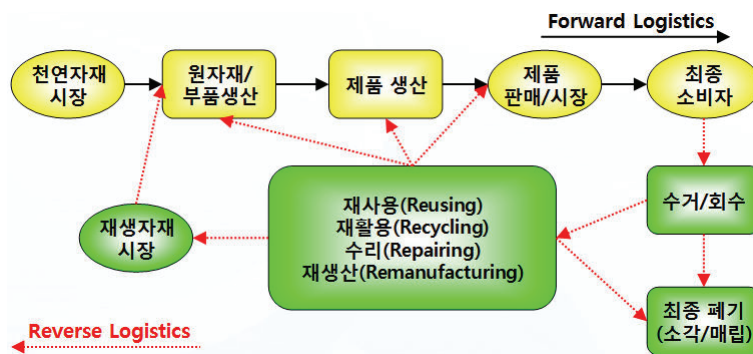 Forward Logistics
천연자재
시장
원자재/
부품생산
제품 생산
제품
판매/시장
최종
소비자
재생자재
시장
재사용(Reusing)
재활용(Recycling)
수리(Repairing)
재생산(Remanufacturing)
수거/회수
최종 폐기
(소각/매립)
Reverse Logistics